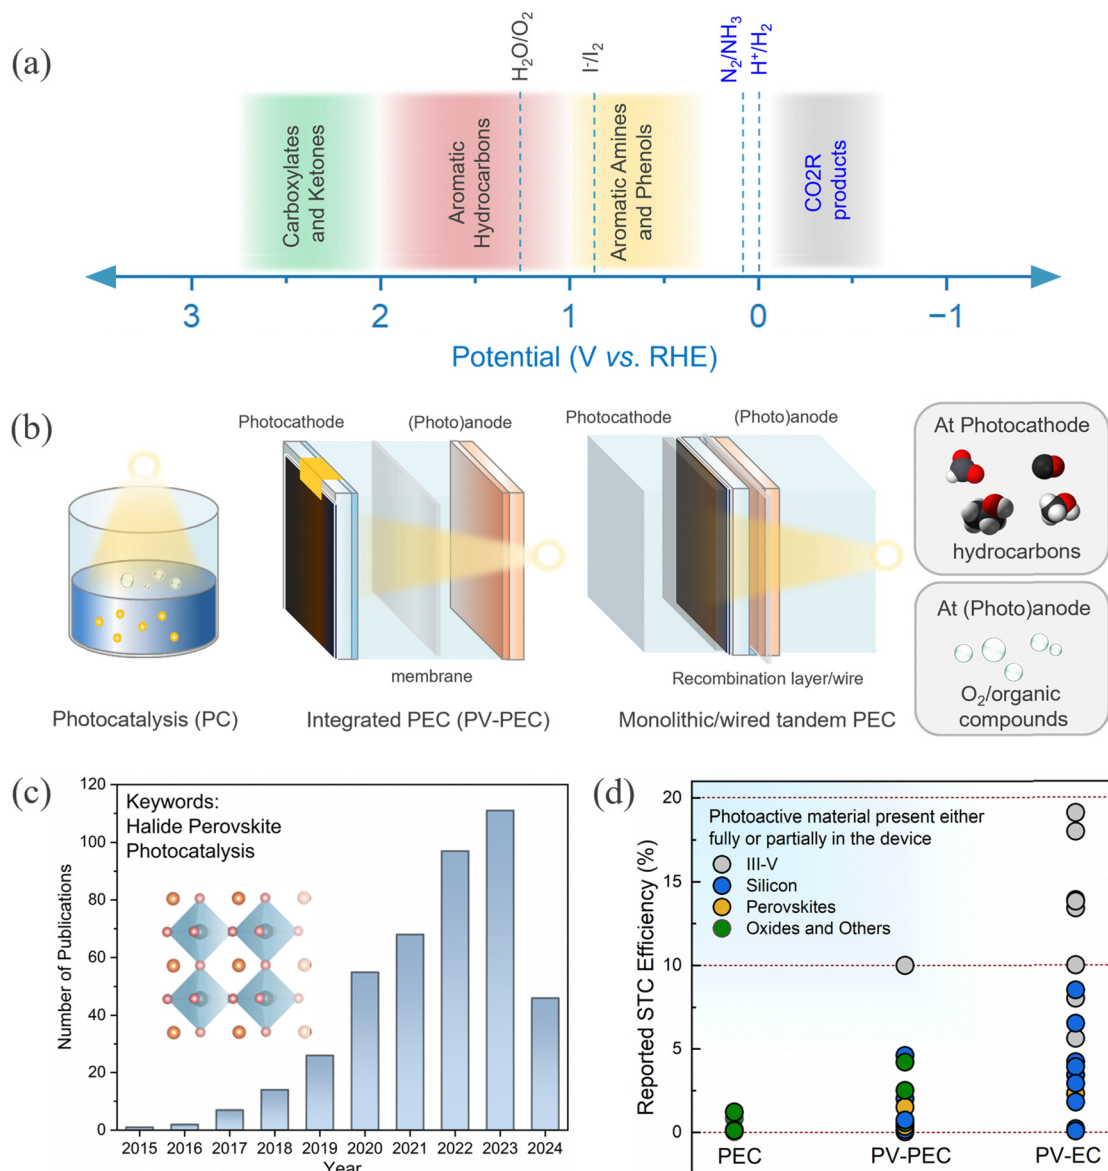 (a)
H₂O/O₂
I⁻/I₂
N₂/NH₃
H⁺/H₂
Carboxylates
and Ketones
Aromatic
Hydrocarbons
Aromatic Amines
and Phenols
CO2R
products
3 2 1 0 −1
Potential (V vs. RHE)
(b)
Photocathode (Photo)anode
membrane
Photocathode (Photo)anode
Recombination layer/wire
Photocatalysis (PC)
Integrated PEC (PV-PEC)
Monolithic/wired tandem PEC
At Photocathode
hydrocarbons
At (Photo)anode
O₂/organic
compounds
(c)
Number of Publications
120
100
80
60
40
20
0
Keywords:
Halide Perovskite
Photocatalysis
2015 2016 2017 2018 2019 2020 2021 2022 2023 2024
Year
(d)
Reported STC Efficiency (%)
20
15
10
5
0
Photoactive material present either
fully or partially in the device
III-V
Silicon
Perovskites
Oxides and Others
PEC PV-PEC PV-EC